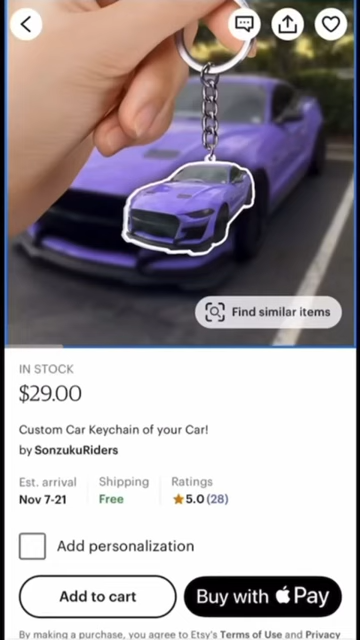 Find similar items
IN STOCK
$29.00
Custom Car Keychain of your Car!
by SonzukuRiders
Est. arrival
Nov 7-21
Shipping
Free
Ratings
★5.0 (28)
Add personalization
Add to cart
Buy with Pay
By making a purchase, you agree to Etsy's Terms of Use and Privacy